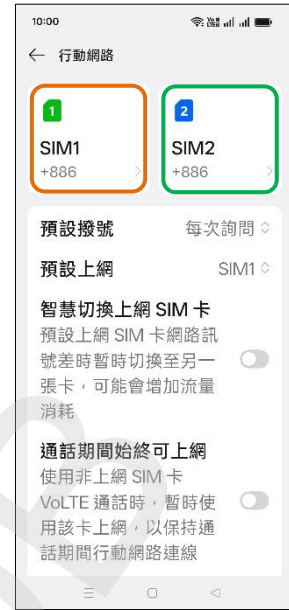 10:00
行動網路
1
2
SIM1
SIM2
+886
+886
預設撥號
每次詢問
預設上網
SIM1
智慧切換上網 SIM 卡
預設上網 SIM 卡網路訊
號差時暫時切換至另一
張卡，可能會增加流量
消耗
通話期間始終可上網
使用非上網 SIM 卡
VoLTE 通話時，暫時使
用該卡上網，以保持通
話期間行動網路連線